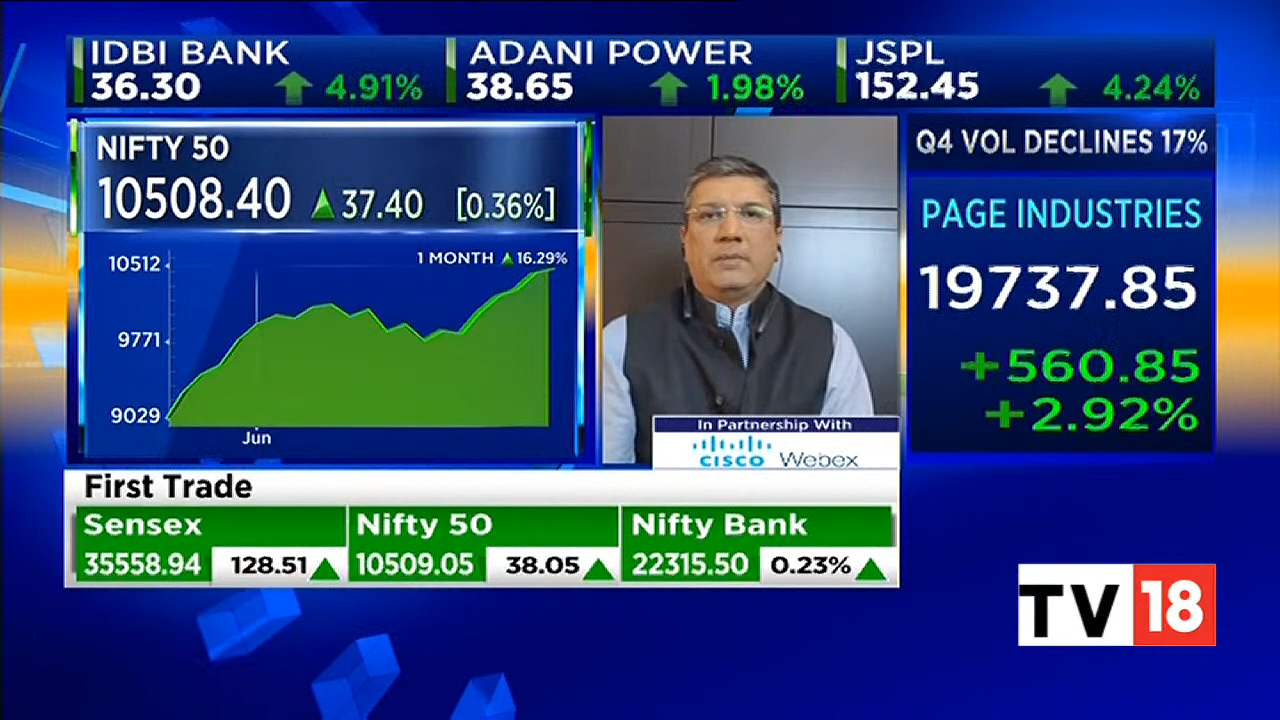 IDBI BANK
36.30 4.91%
ADANI POWER
38.65 1.98%
JSPL
152.45 4.24%
NIFTY 50
10508.40 37.40 [0.36%]
1 MONTH 16.29%
10512
9771
9029
Jun
In Partnership With
CISCO Webex
Q4 VOL DECLINES 17%
PAGE INDUSTRIES
19737.85
+560.85
+2.92%
First Trade
Sensex
35558.94 128.51
Nifty 50
10509.05 38.05
Nifty Bank
22315.50 0.23%
TV18